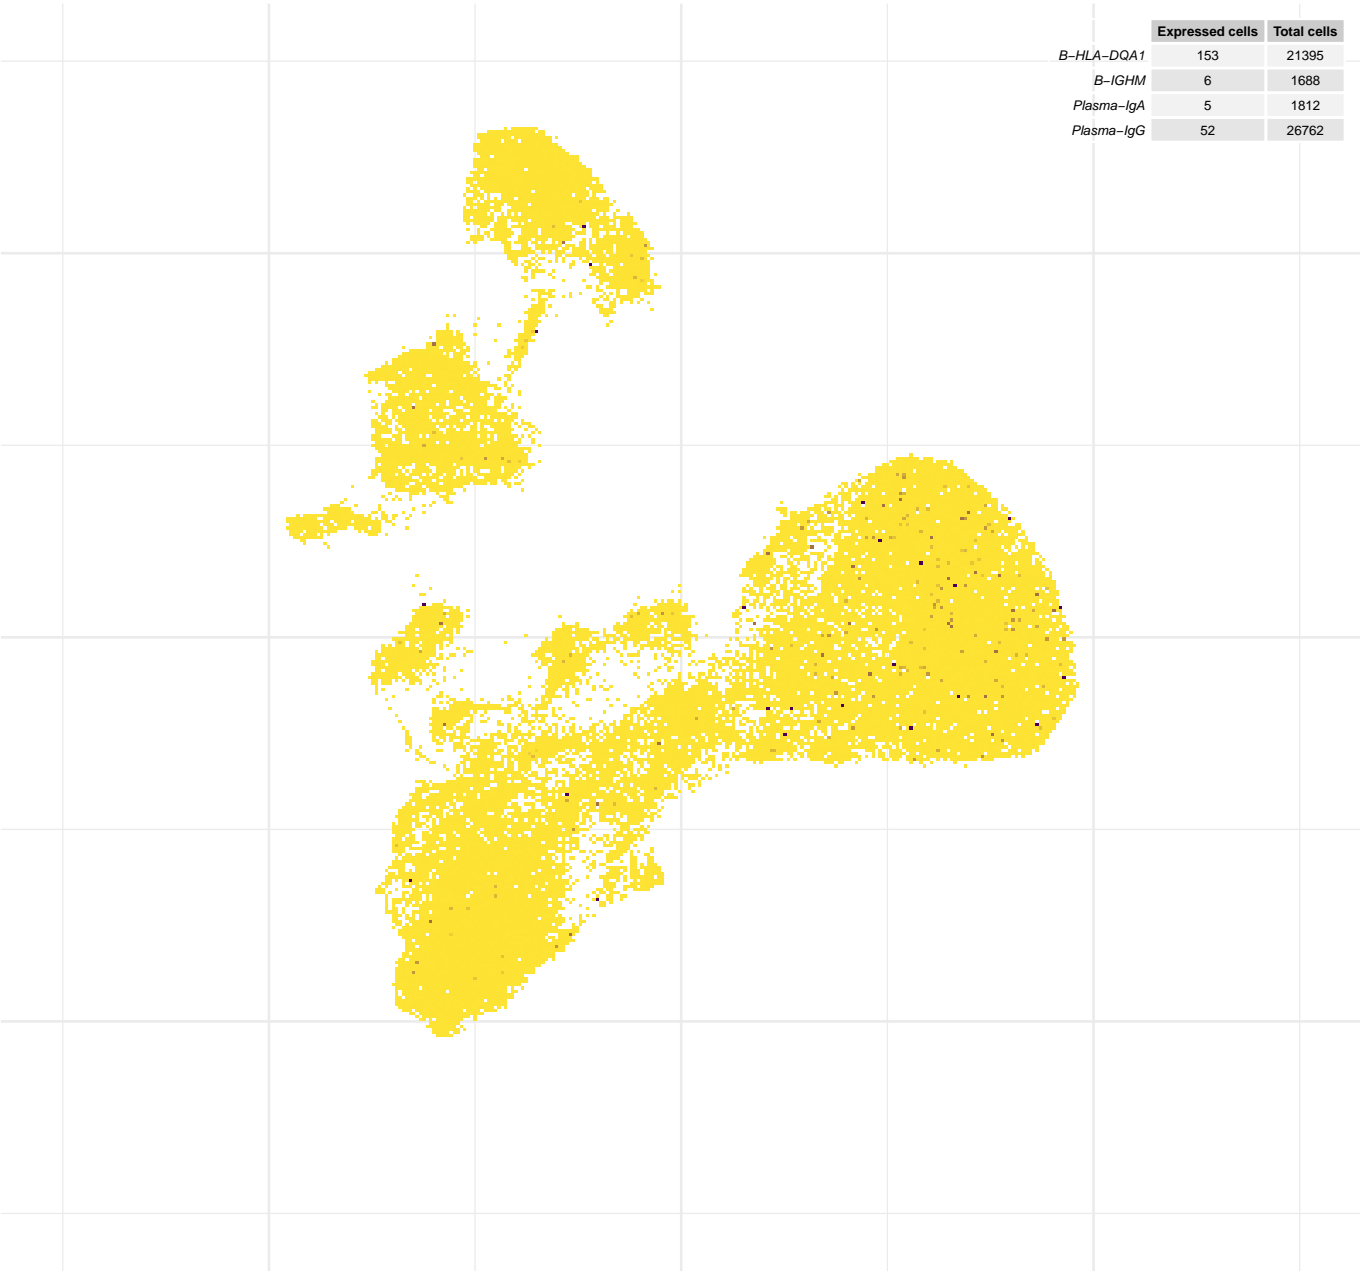 Expressed cells Total cells
B−HLA−DQA1 153 21395
B−IGHM 6 1688
Plasma−IgA 5 1812
Plasma−IgG 52 26762